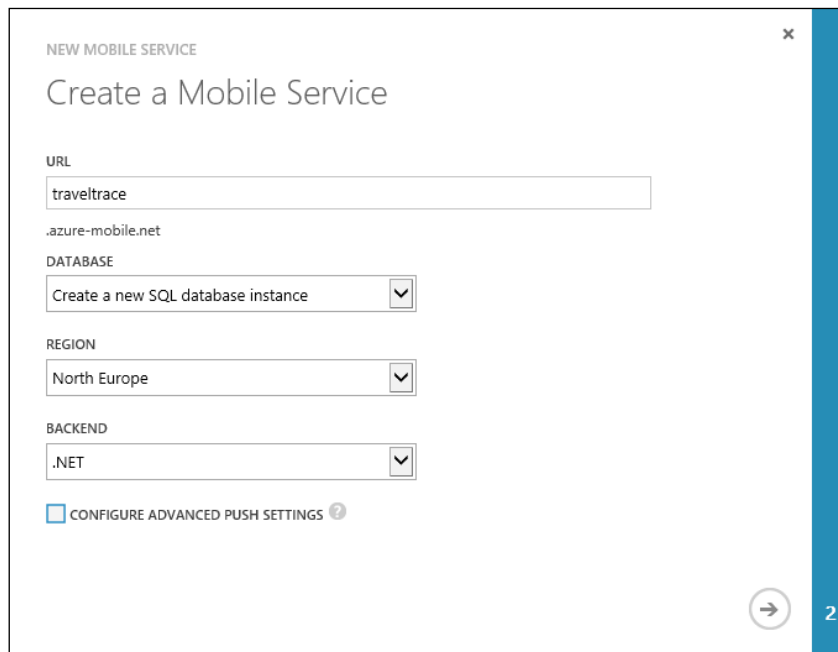 NEW MOBILE SERVICE
Create a Mobile Service
URL
traveltrace
.azure-mobile.net
DATABASE
Create a new SQL database instance
REGION
North Europe
BACKEND
.NET
CONFIGURE ADVANCED PUSH SETTINGS ?
2